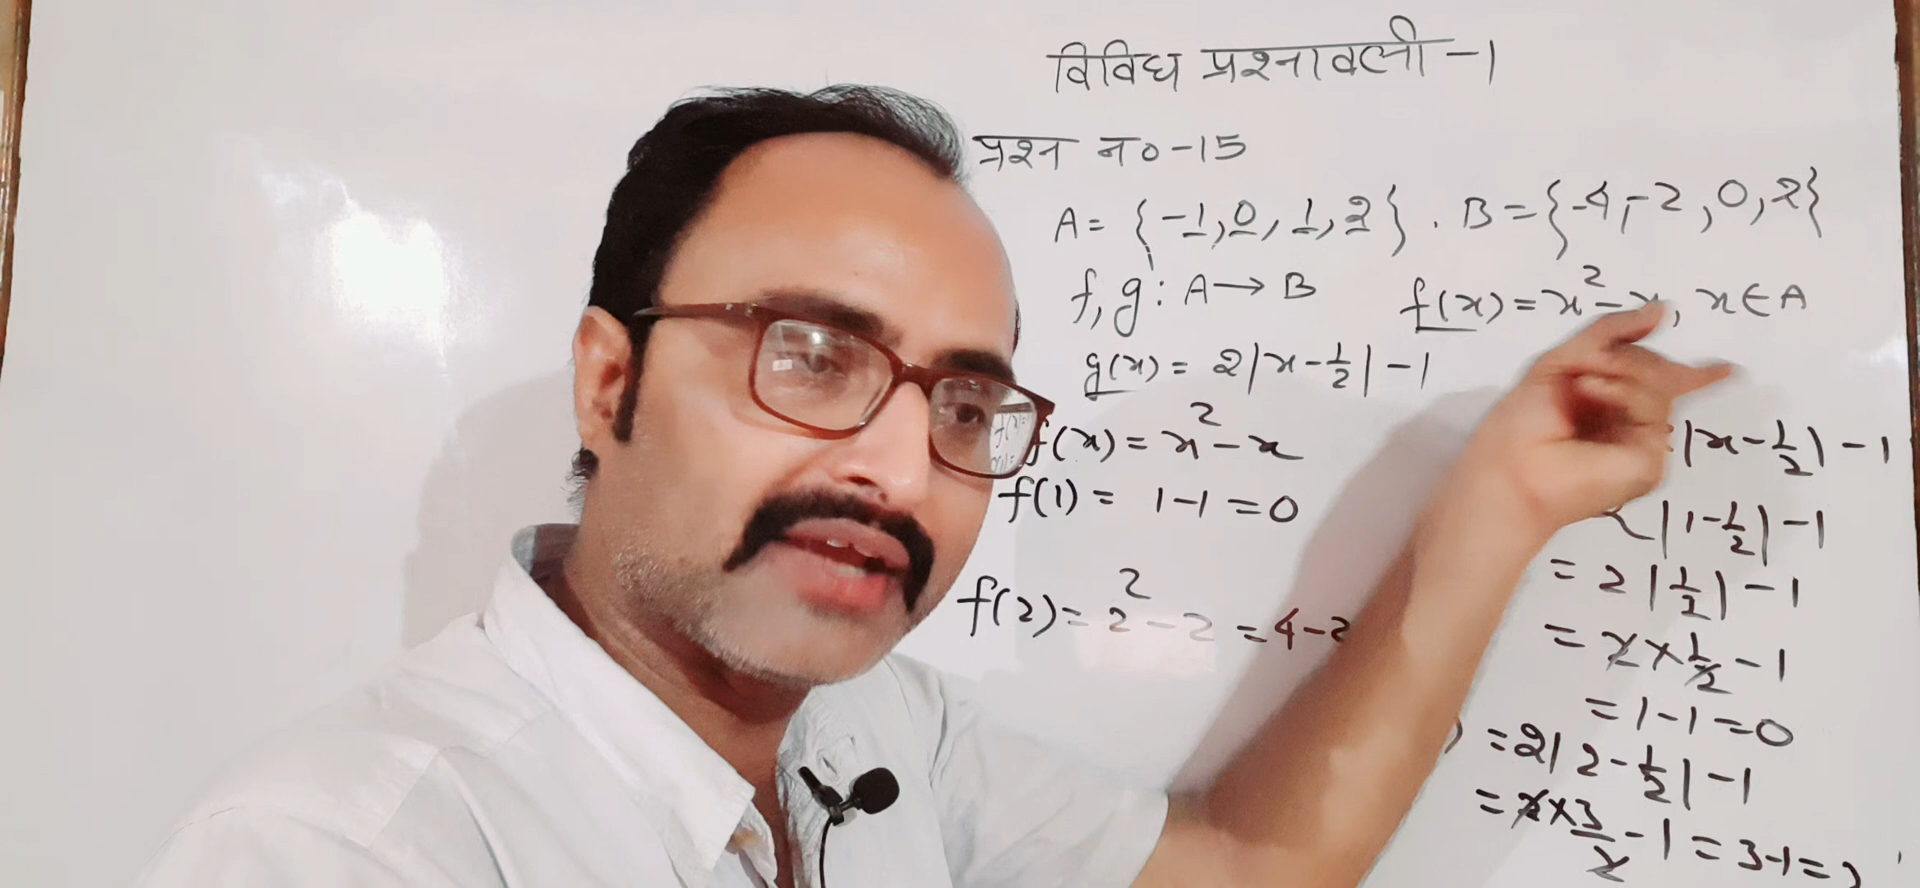 विविध प्रश्नावली -1
प्रश्न न० -15
A = {-1, 0, 1, 2} . B = {-4, -2, 0, 2}
f, g : A → B f(x) = x² - x, x ∈ A
g(x) = 2|x - 1/2| - 1
f(x) = x² - x
f(1) = 1 - 1 = 0
f(2) = 2² - 2 = 4 - 2
|x - 1/2| - 1
|1 - 1/2| - 1
= 2|1/2| - 1
= 2 × 1/2 - 1
= 1 - 1 = 0
) = 2|2 - 1/2| - 1
= 2 × 3/2 - 1 = 3 - 1 =